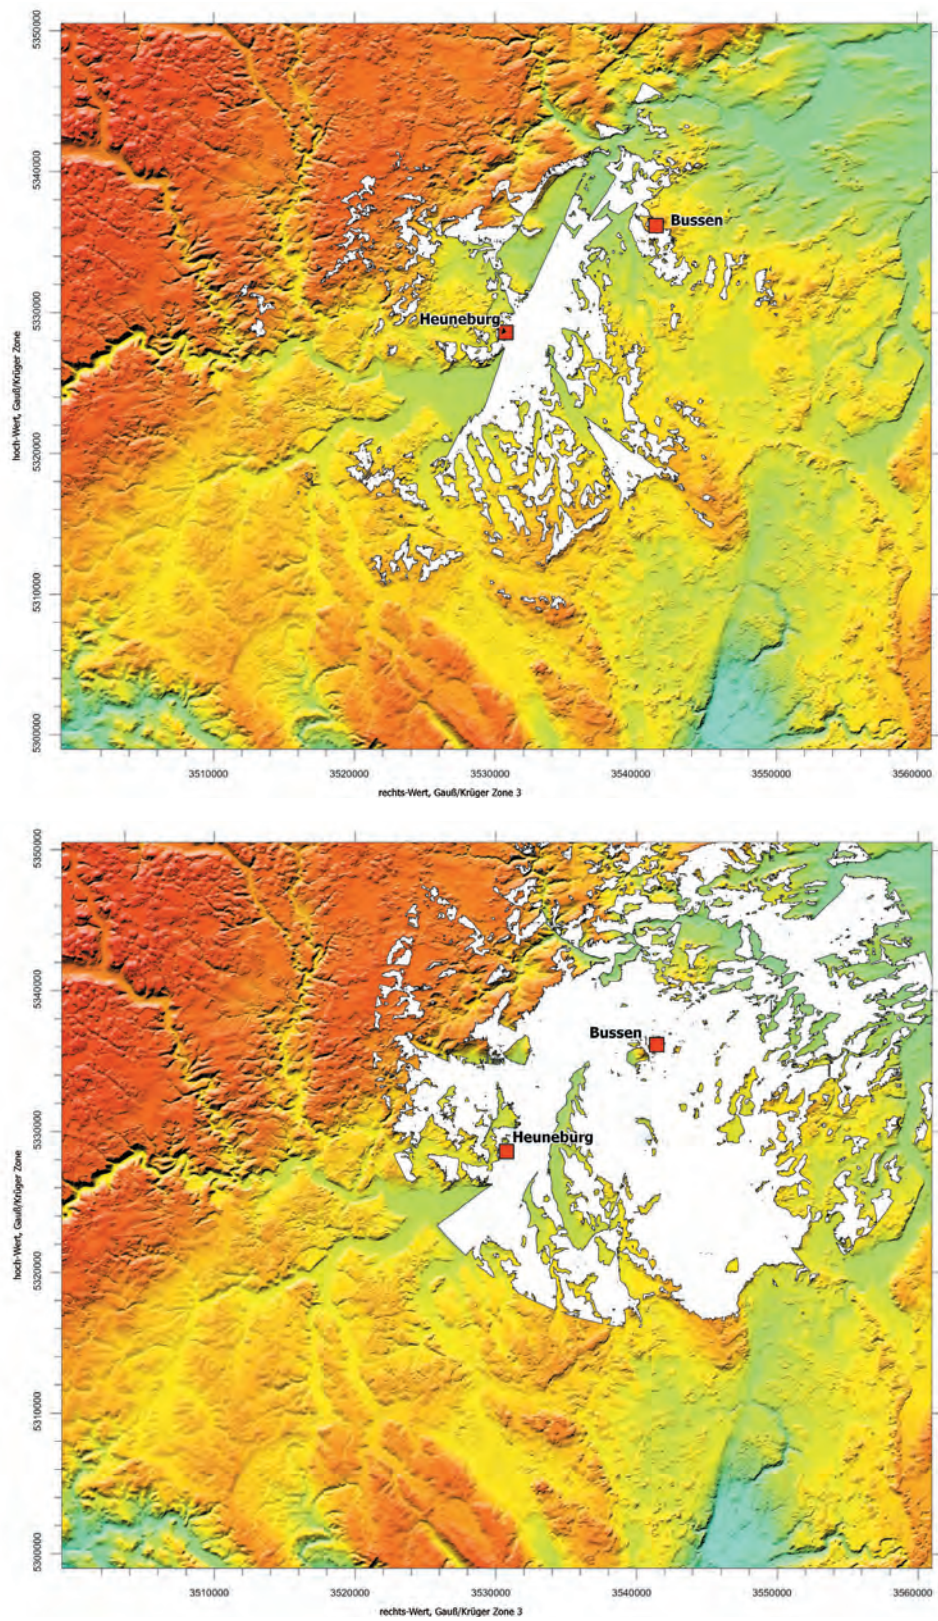 5350000
5340000
5330000
5320000
5310000
5300000
hoch-Wert, Gauß/Krüger Zone
Bussen
Heuneburg
3510000 3520000 3530000 3540000 3550000 3560000
rechts-Wert, Gauß/Krüger Zone 3
5350000
5340000
5330000
5320000
5310000
5300000
hoch-Wert, Gauß/Krüger Zone
Bussen
Heuneburg
3510000 3520000 3530000 3540000 3550000 3560000
rechts-Wert, Gauß/Krüger Zone 3